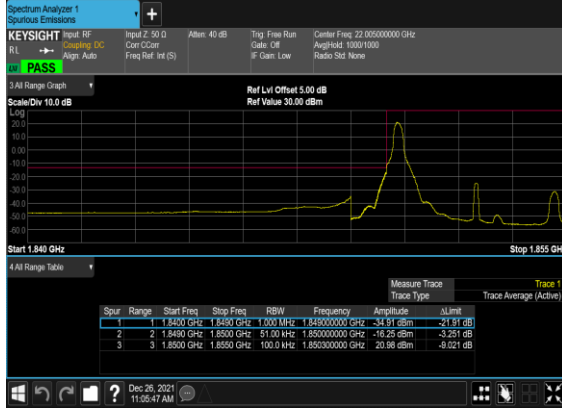 Spectrum Analyzer 1
Spurious Emissions
+
KEYSIGHT Input: RF Input Z: 50 Ω Atten: 40 dB Trig: Free Run Center Freq: 22.005000000 GHz
RL Coupling: DC Corr CCorr Gate: Off Avg|Hold: 1000/1000
Align: Auto Freq Ref: Int (S) IF Gain: Low Radio Std: None
PASS
3 All Range Graph
Ref Lvl Offset 5.00 dB
Scale/Div 10.0 dB Ref Value 30.00 dBm
Log
20.0
10.0
0.00
-10.0
-20.0
-30.0
-40.0
-50.0
-60.0
Start 1.840 GHz Stop 1.855 GH
4 All Range Table
Measure Trace Trace 1
Trace Type Trace Average (Active)
Spur Range Start Freq Stop Freq RBW Frequency Amplitude ΔLimit
1 1 1.8400 GHz 1.8490 GHz 1.000 MHz 1.849000000 GHz -34.91 dBm -21.91 dB
2 2 1.8490 GHz 1.8500 GHz 51.00 kHz 1.850000000 GHz -16.25 dBm -3.251 dB
3 3 1.8500 GHz 1.8550 GHz 100.0 kHz 1.850300000 GHz 20.98 dBm -9.021 dB
? Dec 26, 2021
11:05:47 AM